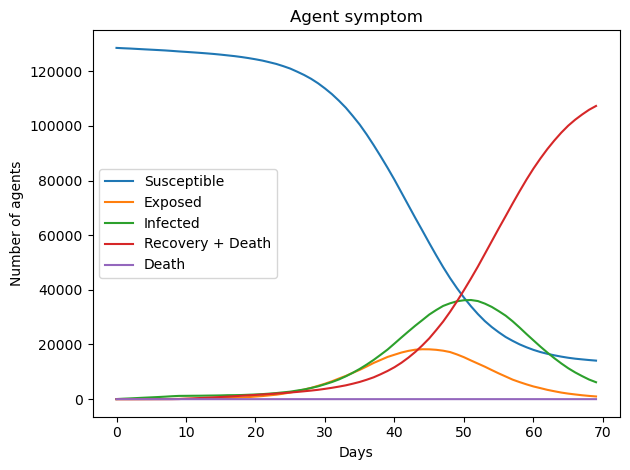 Agent symptom
Number of agents
120000
100000
80000
60000
40000
20000
0
Susceptible
Exposed
Infected
Recovery + Death
Death
0 10 20 30 40 50 60 70
Days